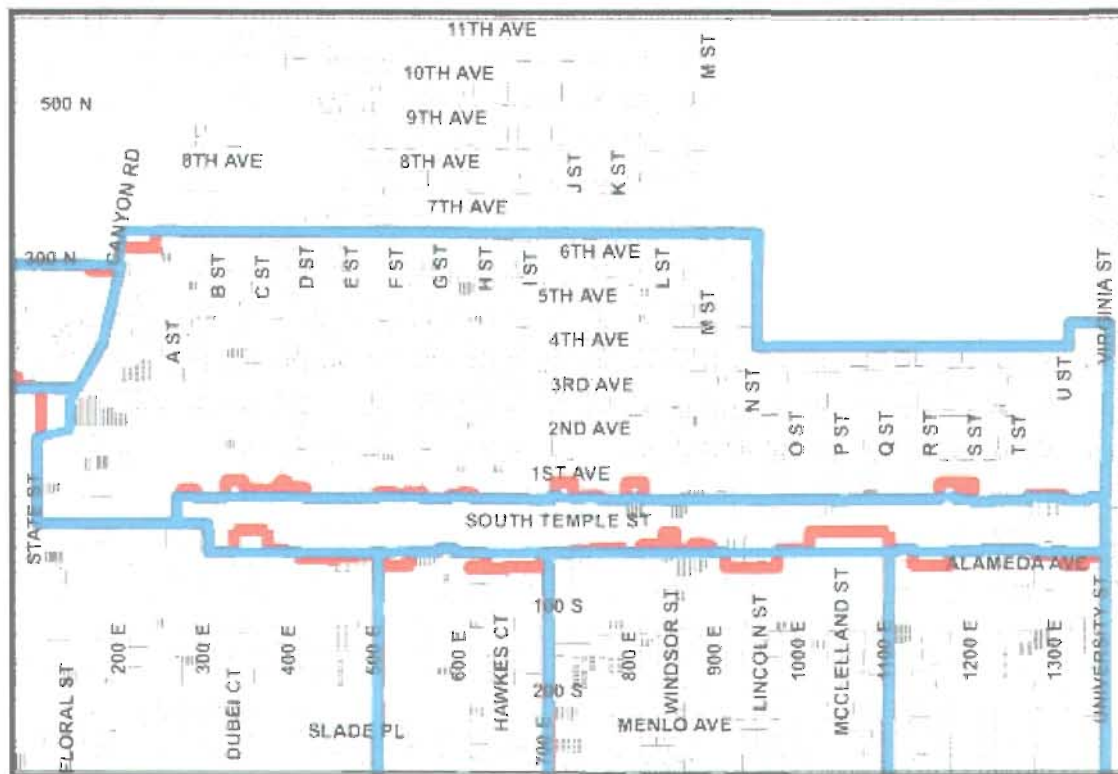 11TH AVE
M ST
10TH AVE
500 N
9TH AVE
8TH AVE
8TH AVE
J ST
K ST
CANYON RD
7TH AVE
300 N
6TH AVE
B ST
C ST
D ST
E ST
F ST
G ST
H ST
I ST
L ST
5TH AVE
M ST
VIRGINIA ST
A ST
4TH AVE
3RD AVE
N ST
U ST
2ND AVE
O ST
P ST
Q ST
R ST
S ST
T ST
1ST AVE
STATE ST
SOUTH TEMPLE ST
ALAMEDA AVE
100 S
200 E
300 E
400 E
500 E
600 E
HAWKES CT
800 E
WINDSOR ST
900 E
LINCOLN ST
1000 E
MCCLELLAND ST
1100 E
1200 E
1300 E
UNIVERSITY ST
FLORAL ST
DUBEI CT
SLADE PL
200 S
700 E
MENLO AVE